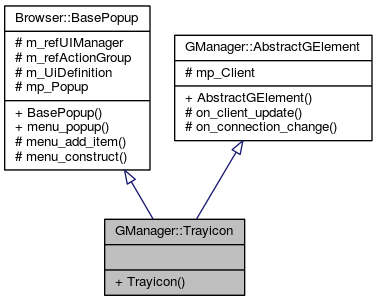 Browser::BasePopup
# m_refUIManager
# m_refActionGroup
# m_UiDefinition
# mp_Popup
+ BasePopup()
+ menu_popup()
# menu_add_item()
# menu_construct()
GManager::AbstractGElement
# mp_Client
+ AbstractGElement()
# on_client_update()
# on_connection_change()
GManager::Trayicon
+ Trayicon()